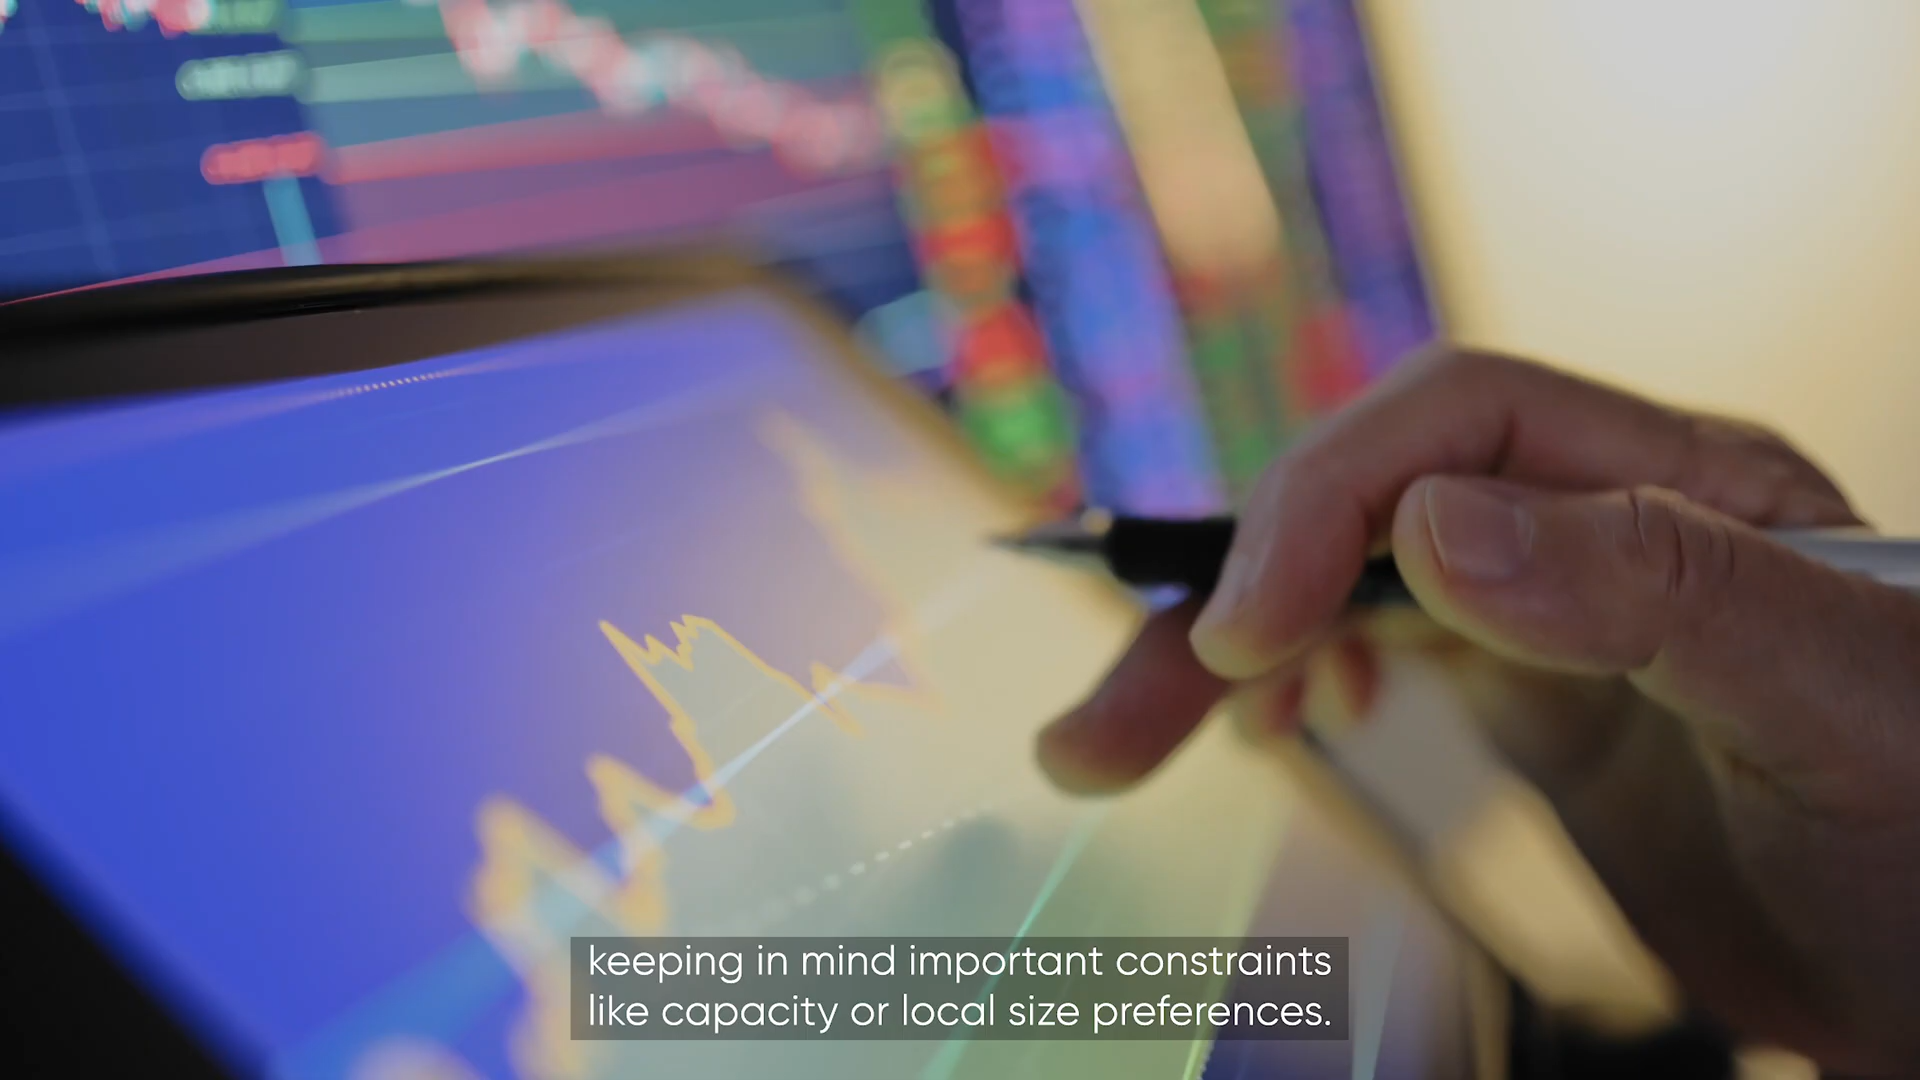 keeping in mind important constraints
like capacity or local size preferences.